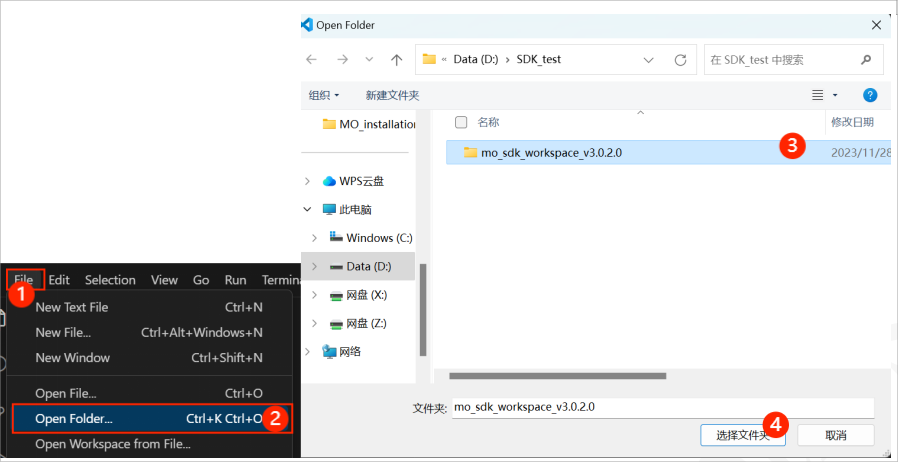 Open Folder
« Data (D:) › SDK_test
在 SDK_test 中搜索
组织
新建文件夹
?
MO_installation
名称
修改日期
3
mo_sdk_workspace_v3.0.2.0
2023/11/28
WPS云盘
此电脑
Windows (C:)
Data (D:)
网盘 (X:)
网盘 (Z:)
网络
文件夹:
mo_sdk_workspace_v3.0.2.0
4
选择文件夹
取消
File Edit Selection View Go Run Termin
1
New Text File Ctrl+N
New File... Ctrl+Alt+Windows+N
New Window Ctrl+Shift+N
Open File... Ctrl+O
Open Folder... Ctrl+K Ctrl+O
2
Open Workspace from File...